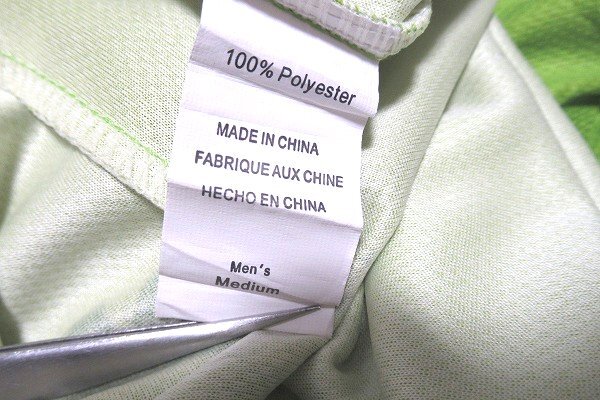 100% Polyester
MADE IN CHINA
FABRIQUE AUX CHINE
HECHO EN CHINA
Men's
Medium